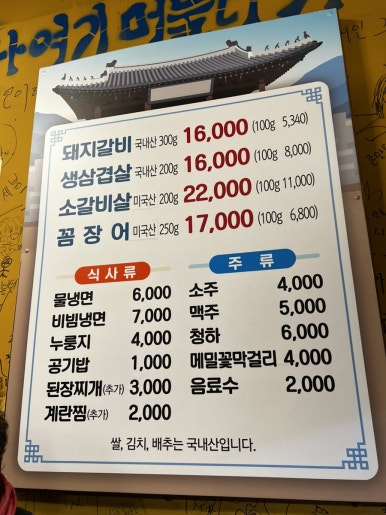 돼지갈비 국내산 300g 16,000 (100g 5,340)
생삼겹살 국내산 200g 16,000 (100g 8,000)
소갈비살 미국산 200g 22,000 (100g 11,000)
꼼장어 미국산 250g 17,000 (100g 6,800)
식사류
물냉면 6,000
비빔냉면 7,000
누룽지 4,000
공기밥 1,000
된장찌개(추가) 3,000
계란찜(추가) 2,000
주류
소주 4,000
맥주 5,000
청하 6,000
메밀꽃막걸리 4,000
음료수 2,000
쌀, 김치, 배추는 국내산입니다.